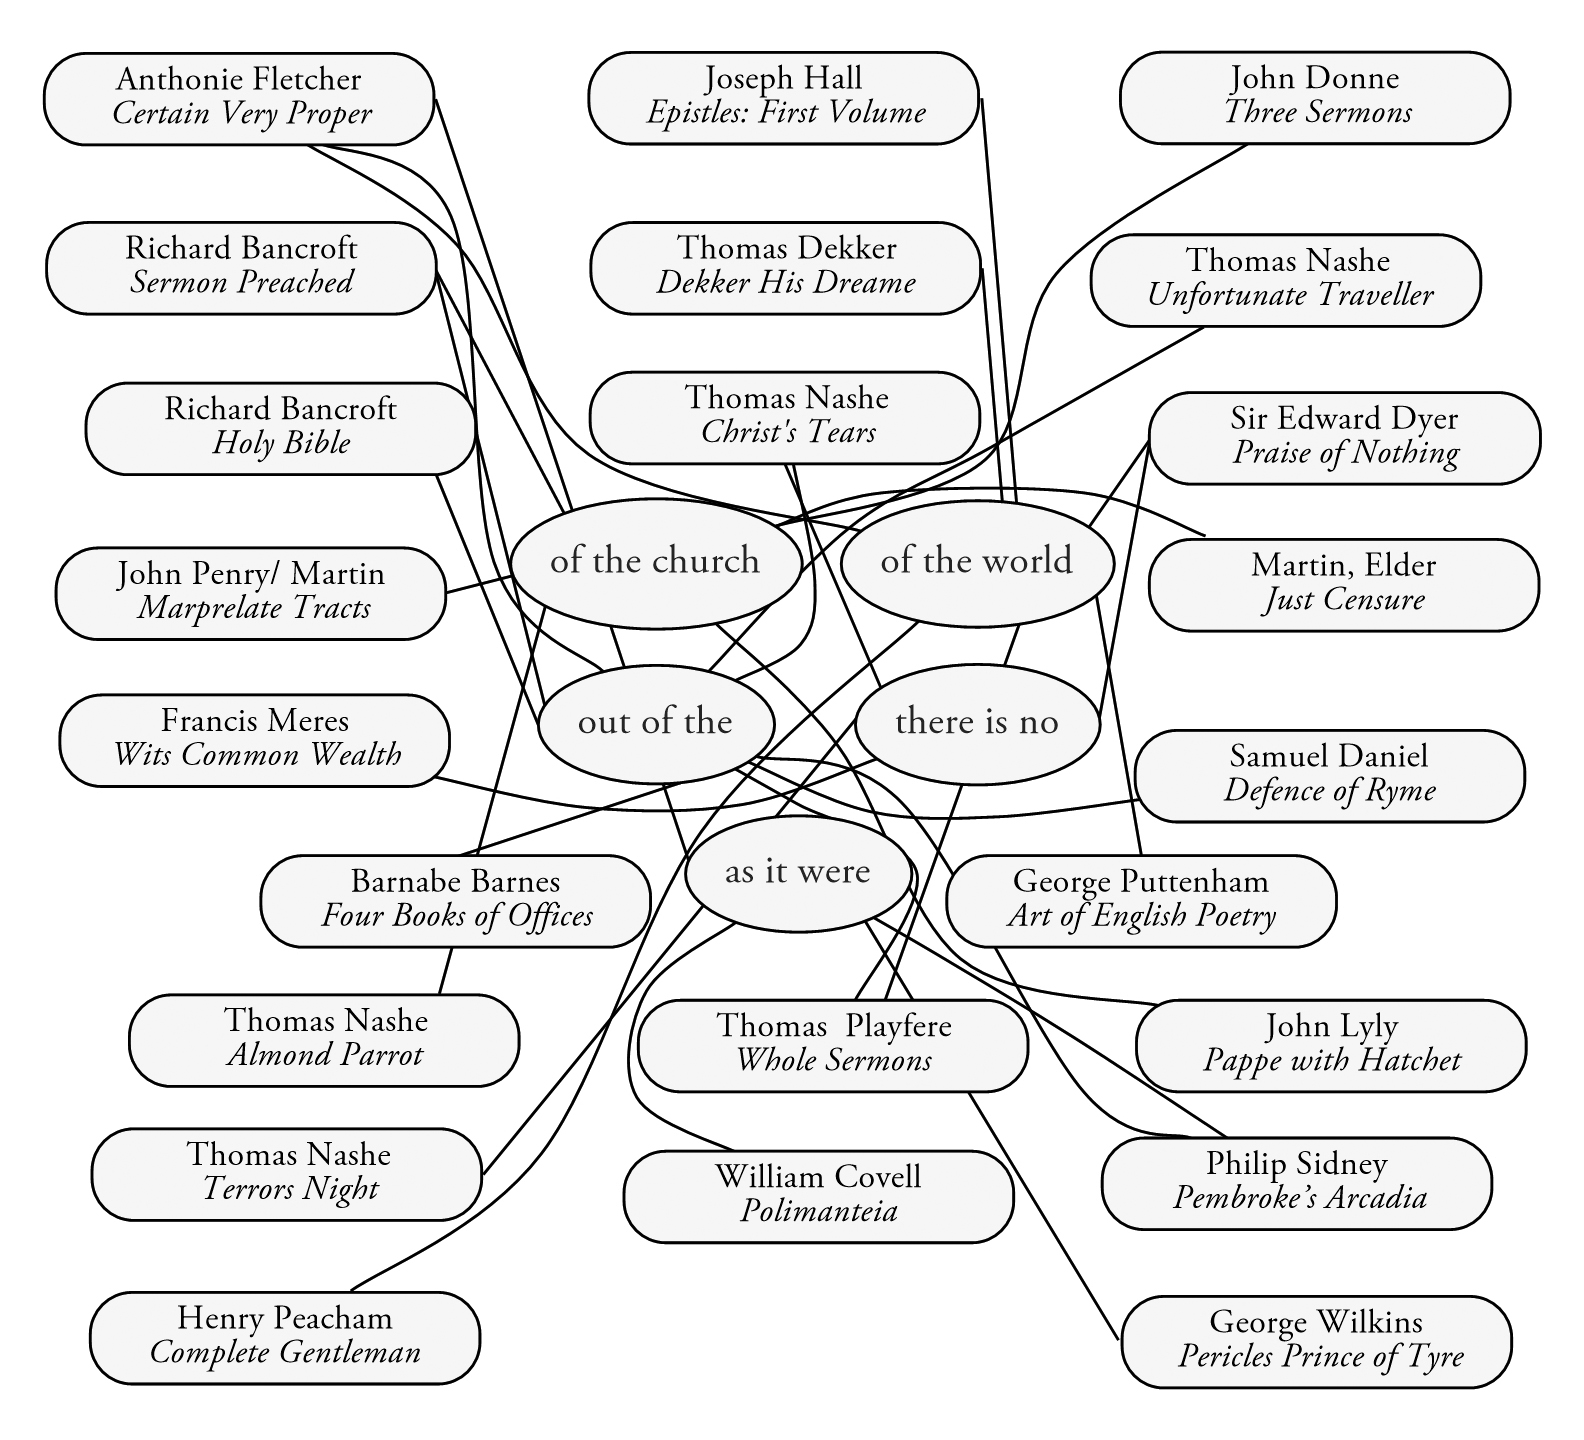 Anthonie Fletcher
Certain Very Proper
Joseph Hall
Epistles: First Volume
John Donne
Three Sermons
Richard Bancroft
Sermon Preached
Thomas Dekker
Dekker His Dreame
Thomas Nashe
Unfortunate Traveller
Richard Bancroft
Holy Bible
Thomas Nashe
Christ's Tears
Sir Edward Dyer
Praise of Nothing
of the church
of the world
John Penry/ Martin
Marprelate Tracts
Martin, Elder
Just Censure
Francis Meres
Wits Common Wealth
out of the
there is no
Samuel Daniel
Defence of Ryme
Barnabe Barnes
Four Books of Offices
as it were
George Puttenham
Art of English Poetry
Thomas Nashe
Almond Parrot
Thomas  Playfere
Whole Sermons
John Lyly
Pappe with Hatchet
Thomas Nashe
Terrors Night
William Covell
Polimanteia
Philip Sidney
Pembroke’s Arcadia
Henry Peacham
Complete Gentleman
George Wilkins
Pericles Prince of Tyre